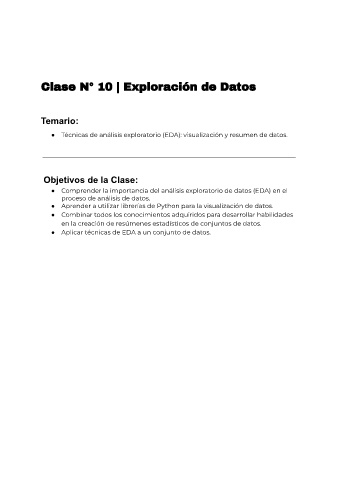 Clase N° 10 | Exploración de Datos
Temario:
● Técnicas de análisis exploratorio (EDA): visualización y resumen de datos.
Objetivos de la Clase:
● Comprender la importancia del análisis exploratorio de datos (EDA) en el
proceso de análisis de datos.
● Aprender a utilizar librerías de Python para la visualización de datos.
● Combinar todos los conocimientos adquiridos para desarrollar habilidades
en la creación de resúmenes estadísticos de conjuntos de datos.
● Aplicar técnicas de EDA a un conjunto de datos.